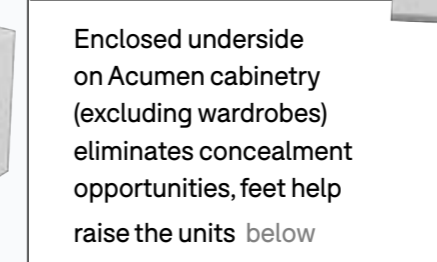 Enclosed underside
on Acumen cabinetry
(excluding wardrobes)
eliminates concealment
opportunities, feet help
raise the units below